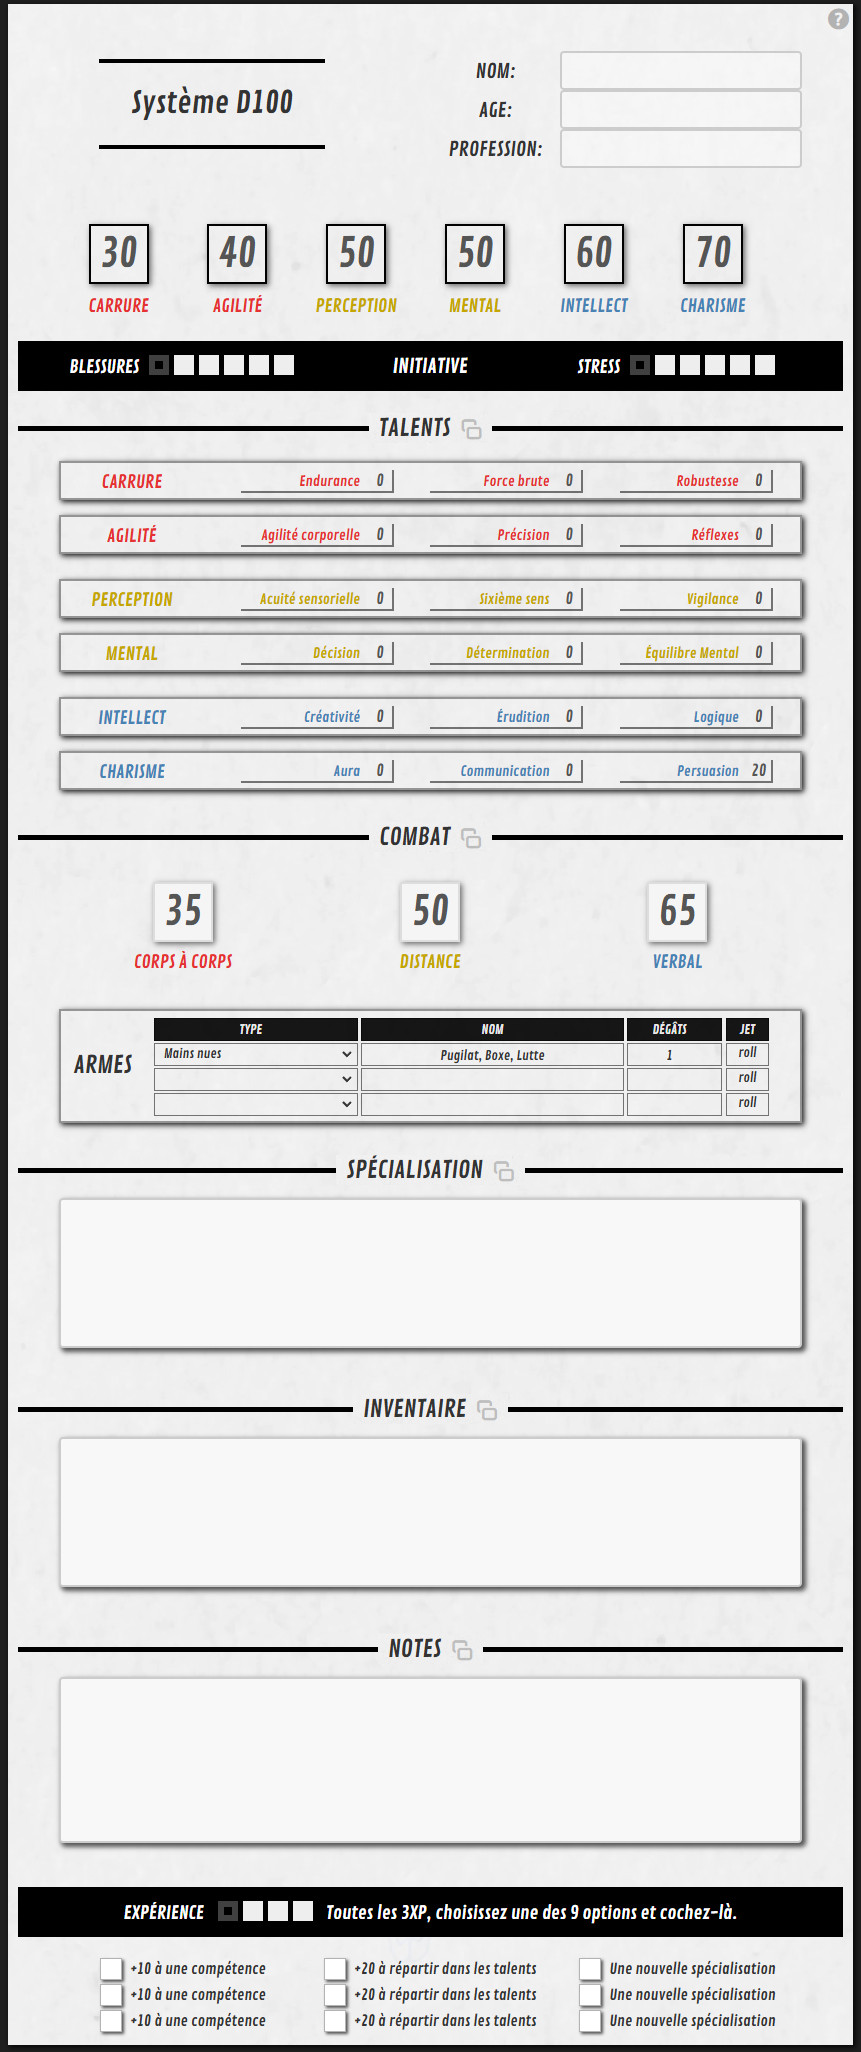 ?
Système D100
NOM:
AGE:
PROFESSION:
30 40 50 50 60 70
CARRURE AGILITÉ PERCEPTION MENTAL INTELLECT CHARISME
BLESSURES INITIATIVE STRESS
TALENTS
CARRURE Endurance 0 Force brute 0 Robustesse 0
AGILITÉ Agilité corporelle 0 Précision 0 Réflexes 0
PERCEPTION Acuité sensorielle 0 Sixième sens 0 Vigilance 0
MENTAL Décision 0 Détermination 0 Équilibre Mental 0
INTELLECT Créativité 0 Érudition 0 Logique 0
CHARISME Aura 0 Communication 0 Persuasion 20
COMBAT
35 50 65
CORPS À CORPS DISTANCE VERBAL
ARMES
TYPE NOM DÉGÂTS JET
Mains nues Pugilat, Boxe, Lutte 1 roll
roll
roll
SPÉCIALISATION
INVENTAIRE
NOTES
EXPÉRIENCE Toutes les 3XP, choisissez une des 9 options et cochez-là.
+10 à une compétence +20 à répartir dans les talents Une nouvelle spécialisation
+10 à une compétence +20 à répartir dans les talents Une nouvelle spécialisation
+10 à une compétence +20 à répartir dans les talents Une nouvelle spécialisation